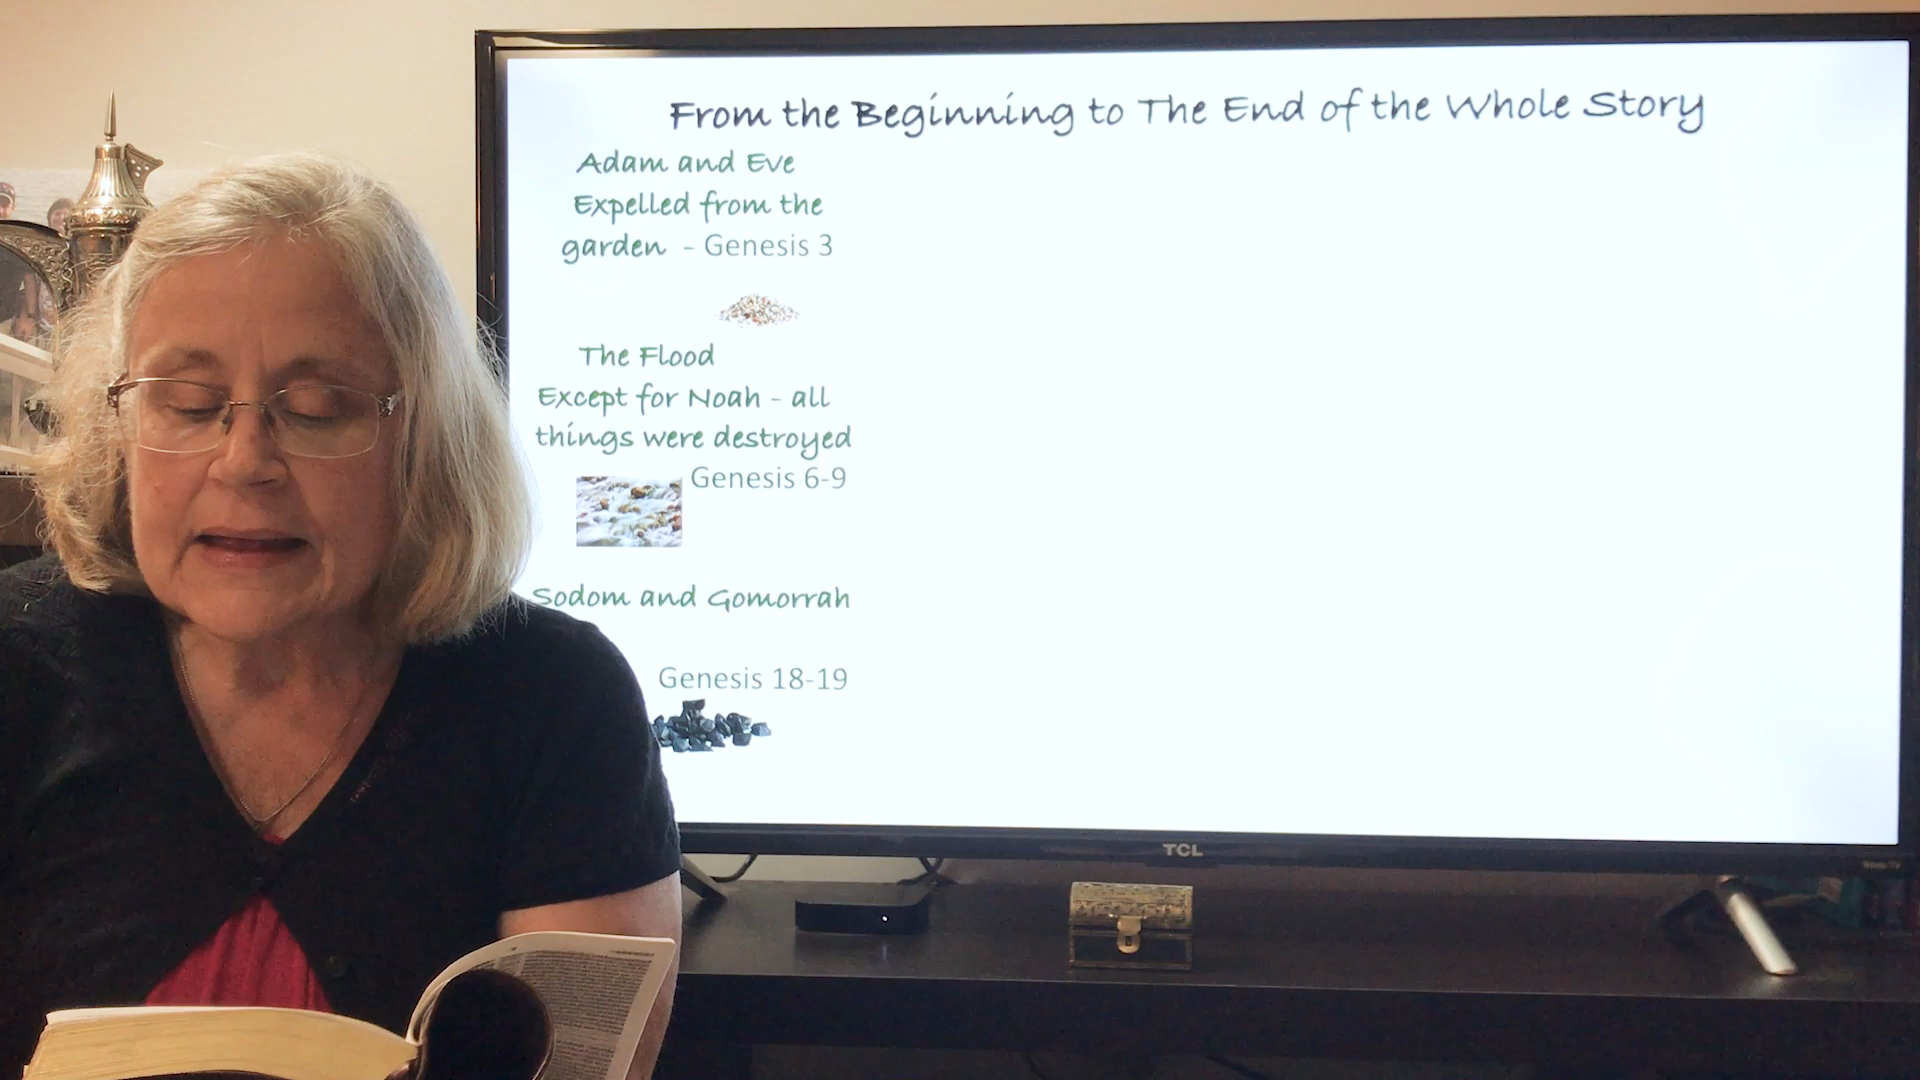 From the Beginning to The End of the Whole Story
Adam and Eve
Expelled from the
garden - Genesis 3
The Flood
Except for Noah - all
things were destroyed
Genesis 6-9
Sodom and Gomorrah
Genesis 18-19
TCL